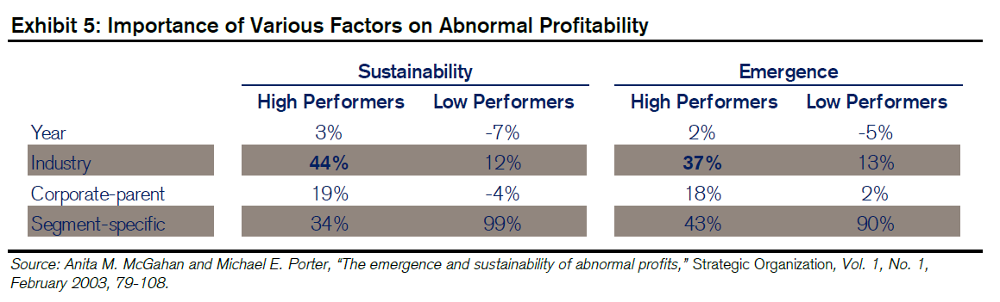 Exhibit 5: Importance of Various Factors on Abnormal Profitability
Sustainability Emergence
High Performers Low Performers High Performers Low Performers
Year 3% -7% 2% -5%
Industry 44% 12% 37% 13%
Corporate-parent 19% -4% 18% 2%
Segment-specific 34% 99% 43% 90%
Source: Anita M. McGahan and Michael E. Porter, “The emergence and sustainability of abnormal profits,” Strategic Organization, Vol. 1, No. 1,
February 2003, 79-108.